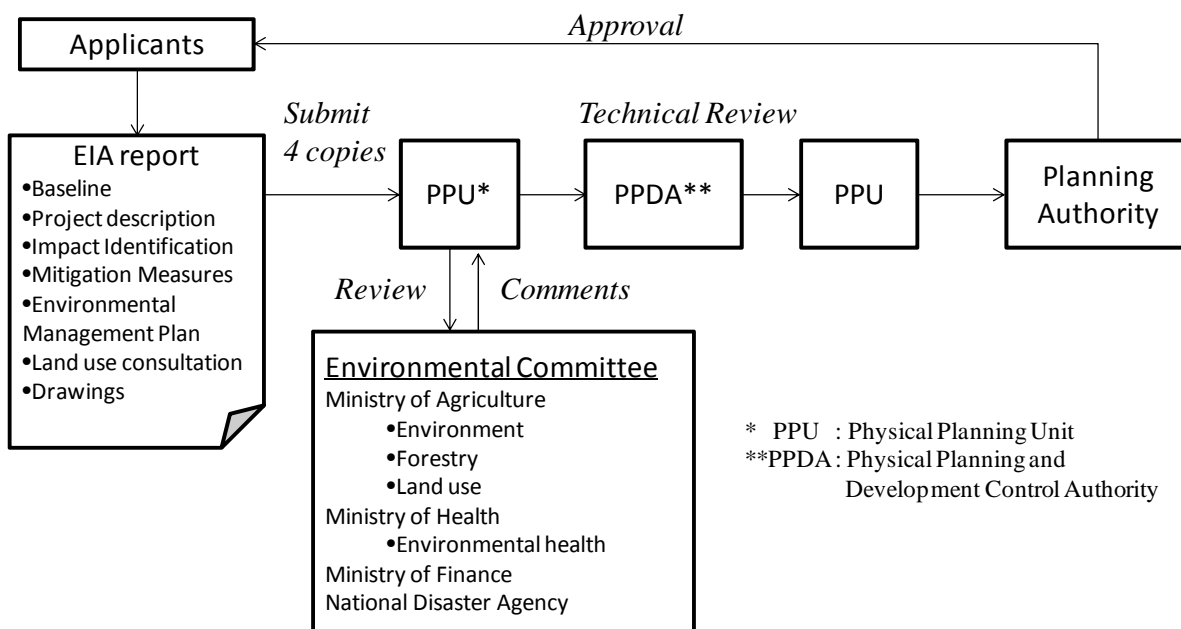 Approval
Applicants
Submit
4 copies
Technical Review
EIA report
•Baseline
•Project description
•Impact Identification
•Mitigation Measures
•Environmental
Management Plan
•Land use consultation
•Drawings
PPU*
PPDA**
PPU
Planning
Authority
Review
Comments
Environmental Committee
Ministry of Agriculture
•Environment
•Forestry
•Land use
Ministry of Health
•Environmental health
Ministry of Finance
National Disaster Agency
* PPU : Physical Planning Unit
**PPDA : Physical Planning and
Development Control Authority